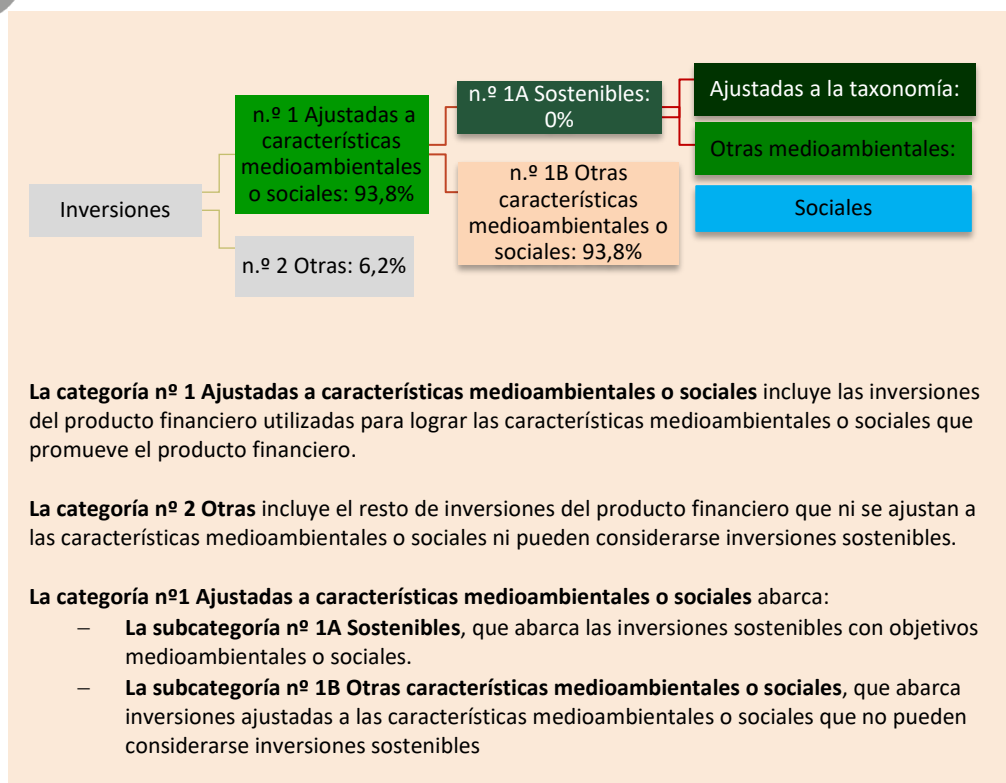 Inversiones
n.º 1 Ajustadas a
características
medioambientales
o sociales: 93,8%
n.º 2 Otras: 6,2%
n.º 1A Sostenibles:
0%
n.º 1B Otras
características
medioambientales o
sociales: 93,8%
Ajustadas a la taxonomía:
Otras medioambientales:
Sociales
La categoría nº 1 Ajustadas a características medioambientales o sociales incluye las inversiones
del producto financiero utilizadas para lograr las características medioambientales o sociales que
promueve el producto financiero.
La categoría nº 2 Otras incluye el resto de inversiones del producto financiero que ni se ajustan a
las características medioambientales o sociales ni pueden considerarse inversiones sostenibles.
La categoría nº1 Ajustadas a características medioambientales o sociales abarca:
– La subcategoría nº 1A Sostenibles, que abarca las inversiones sostenibles con objetivos
medioambientales o sociales.
– La subcategoría nº 1B Otras características medioambientales o sociales, que abarca
inversiones ajustadas a las características medioambientales o sociales que no pueden
considerarse inversiones sostenibles